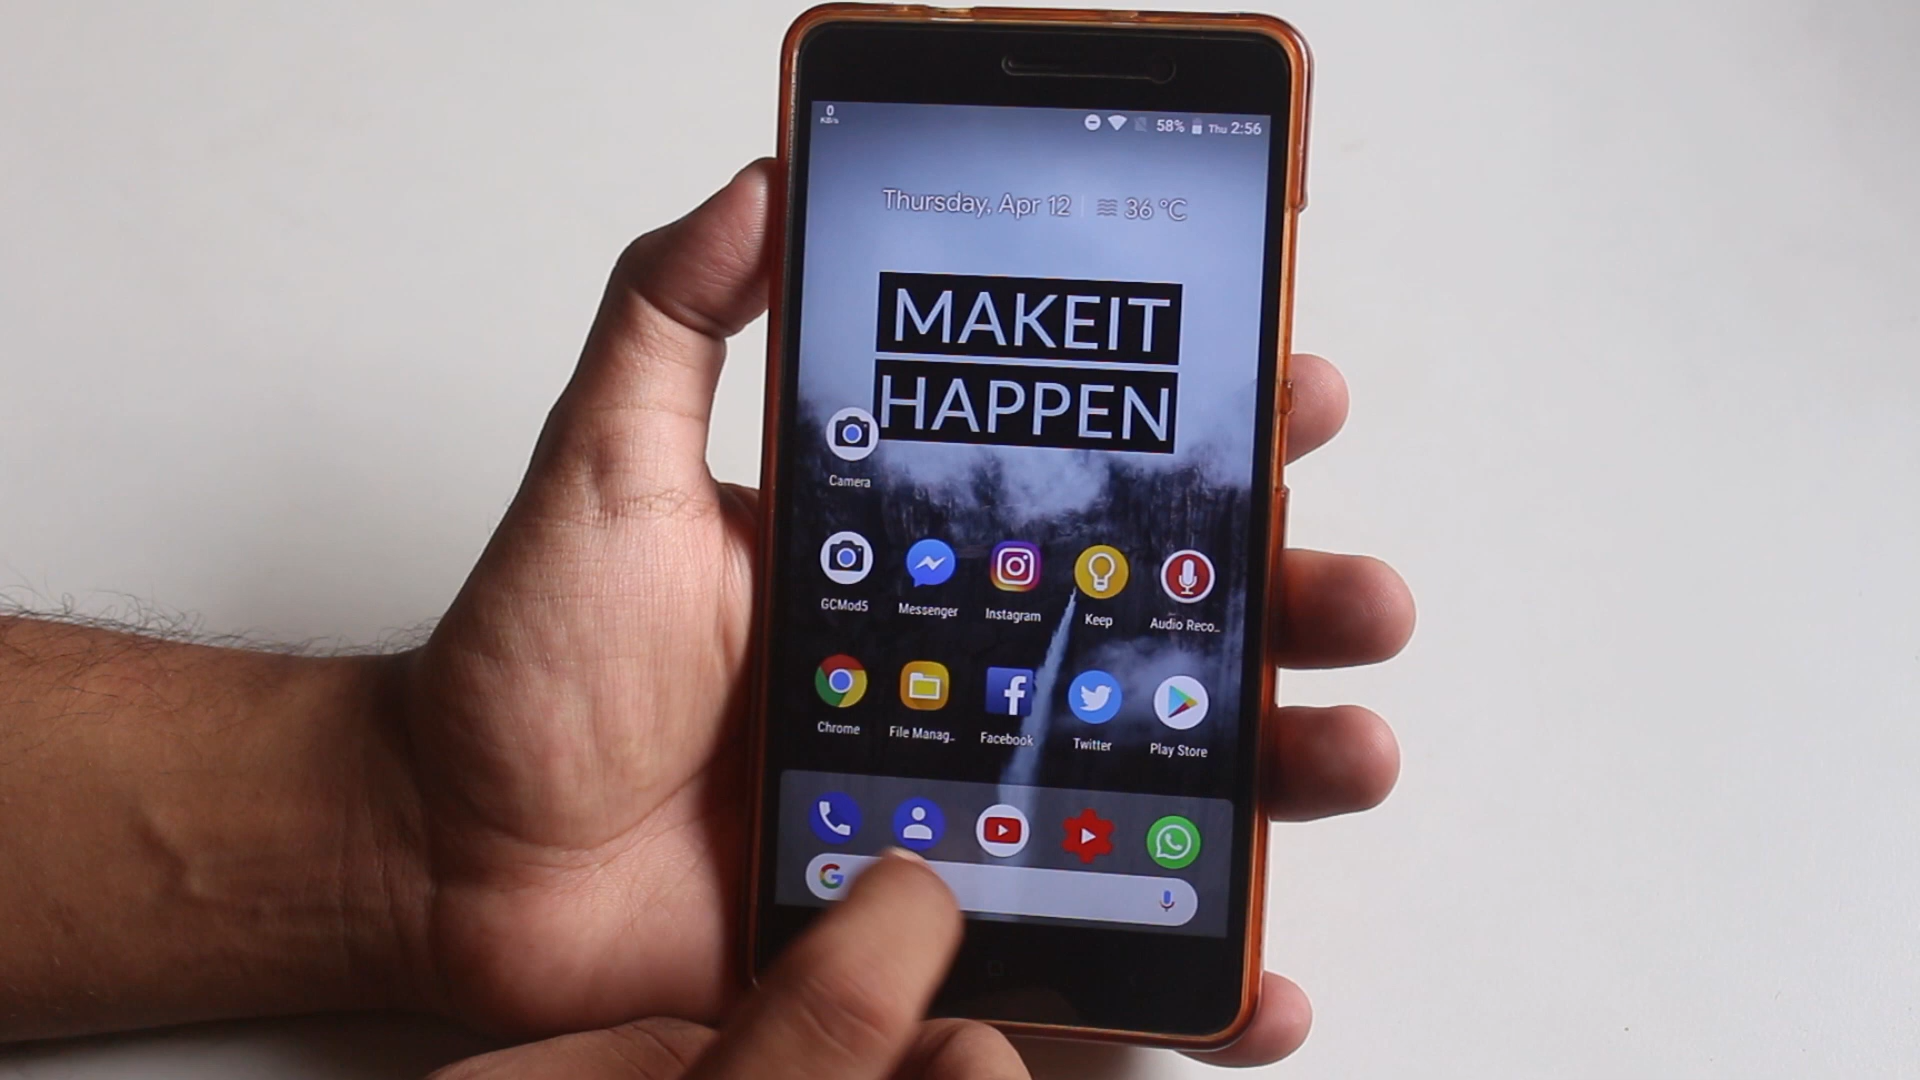 0
KB/s
58% Thu 2:56
Thursday, Apr 12 36 °C
MAKEIT
HAPPEN
Camera
GCMod5 Messenger Instagram Keep Audio Reco...
Chrome File Manag... Facebook Twitter Play Store